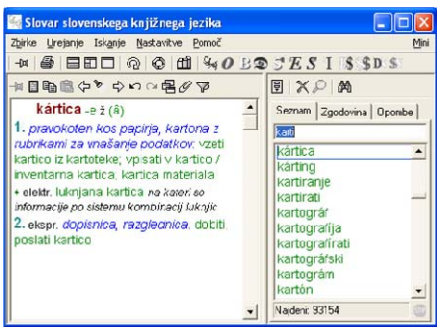 Slovar slovenskega knjižnega jezika
Zbirke Urejanje Iskanje Nastavitve Pomoč Mini
O B E S I $ $D S
kártica -e ž (á)
1. pravokoten kos papirja, kartona z
rubrikami za vnašanje podatkov: vzeti
kartico iz kartoteke; vpisati v kartico /
inventarna kartica, kartica materiala
• elektr. luknjana kartica na kateri so
informacije po sistemu kombinacij luknjic
2. ekspr. dopisnica, razglednica: dobiti,
poslati kartico
Seznam Zgodovina Opombe
kárti
kártica
kárting
kartíranje
kartírati
kartográf
kartografíja
kartografírati
kartográfski
kartográm
kartón
Najdeni: 93154